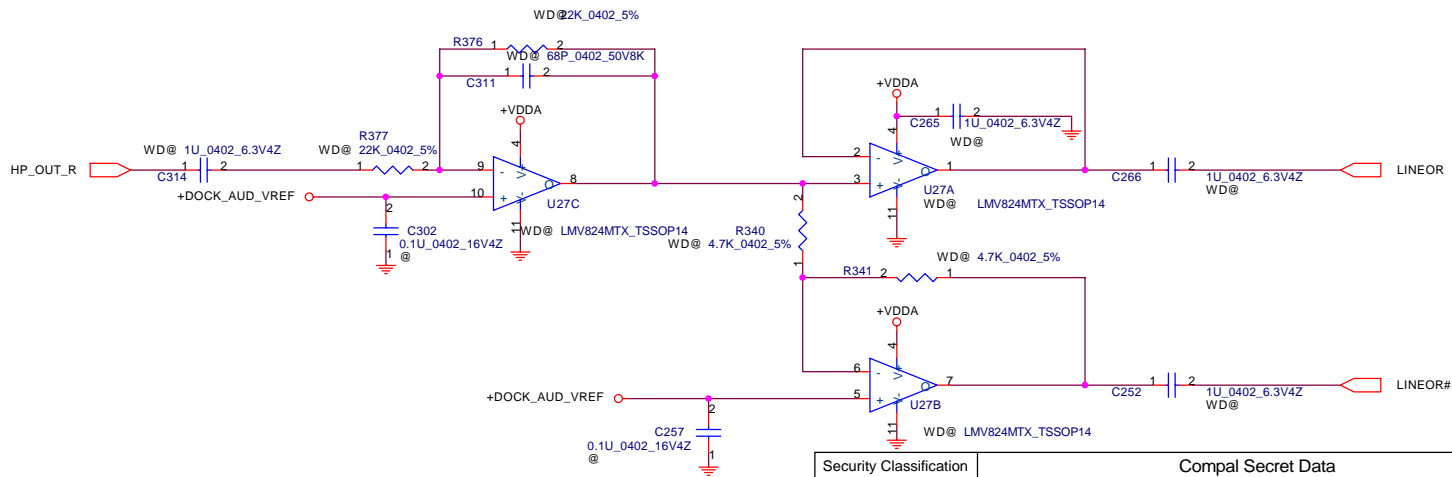 WD@ 22K_0402_5%
R376
1
2
WD@ 68P_0402_50V8K
1
2
C311
+VDDA
+VDDA
R377
C265
1
2
1U_0402_6.3V4Z
WD@ 1U_0402_6.3V4Z
WD@ 22K_0402_5%
4
4
WD@
HP_OUT_R
1
2
C314
1
2
9
-
V+
O
8
2
-
V+
O
1
1
2
LINEOR
+DOCK_AUD_VREF
10
+
V-
3
+
V-
C266
1U_0402_6.3V4Z
WD@
U27C
U27A
11
11
WD@ LMV824MTX_TSSOP14
WD@ LMV824MTX_TSSOP14
2
C302
0.1U_0402_16V4Z
1
@
2
R340
WD@ 4.7K_0402_5%
1
WD@ 4.7K_0402_5%
R341
2
1
+VDDA
4
6
-
V+
O
7
+DOCK_AUD_VREF
5
+
V-
U27B
1
2
LINEOR#
C252
1U_0402_6.3V4Z
WD@
11
WD@ LMV824MTX_TSSOP14
2
C257
0.1U_0402_16V4Z
1
@
Security Classification
Compal Secret Data